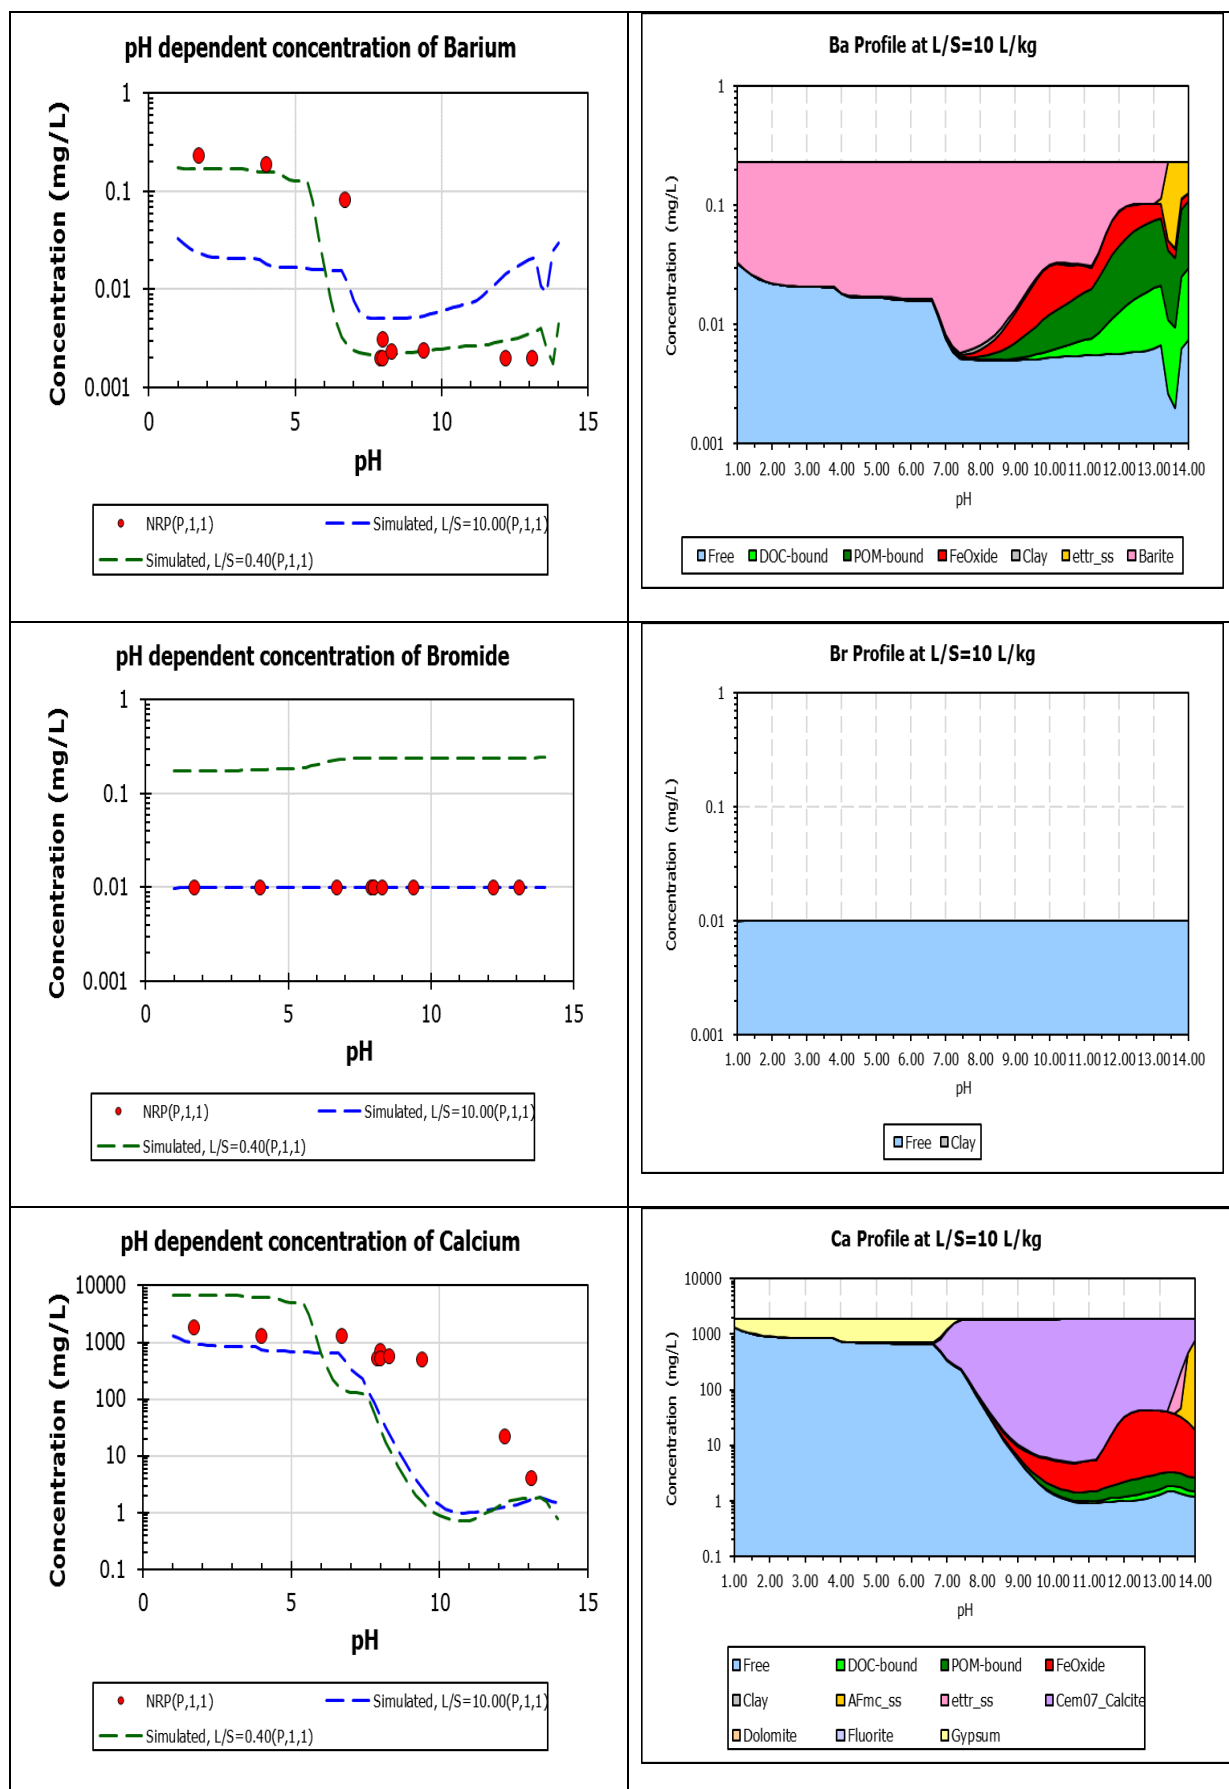 pH dependent concentration of Barium
Concentration (mg/L)
1
0.1
0.01
0.001
0
5
10
15
pH
NRP(P,1,1)
Simulated, L/S=10.00(P,1,1)
Simulated, L/S=0.40(P,1,1)
Ba Profile at L/S=10 L/kg
Concentration (mg/L)
1
0.1
0.01
0.001
1.00 2.00 3.00 4.00 5.00 6.00 7.00 8.00 9.00 10.00 11.00 12.00 13.00 14.00
pH
Free DOC-bound POM-bound FeOxide Clay ettr_ss Barite
pH dependent concentration of Bromide
Concentration (mg/L)
1
0.1
0.01
0.001
0
5
10
15
pH
NRP(P,1,1)
Simulated, L/S=10.00(P,1,1)
Simulated, L/S=0.40(P,1,1)
Br Profile at L/S=10 L/kg
Concentration (mg/L)
1
0.1
0.01
0.001
1.00 2.00 3.00 4.00 5.00 6.00 7.00 8.00 9.00 10.00 11.00 12.00 13.00 14.00
pH
Free Clay
pH dependent concentration of Calcium
Concentration (mg/L)
10000
1000
100
10
1
0.1
0
5
10
15
pH
NRP(P,1,1)
Simulated, L/S=10.00(P,1,1)
Simulated, L/S=0.40(P,1,1)
Ca Profile at L/S=10 L/kg
Concentration (mg/L)
10000
1000
100
10
1
0.1
1.00 2.00 3.00 4.00 5.00 6.00 7.00 8.00 9.00 10.00 11.00 12.00 13.00 14.00
pH
Free DOC-bound POM-bound FeOxide
Clay AFmc_ss ettr_ss Cem07_Calcite
Dolomite Fluorite Gypsum